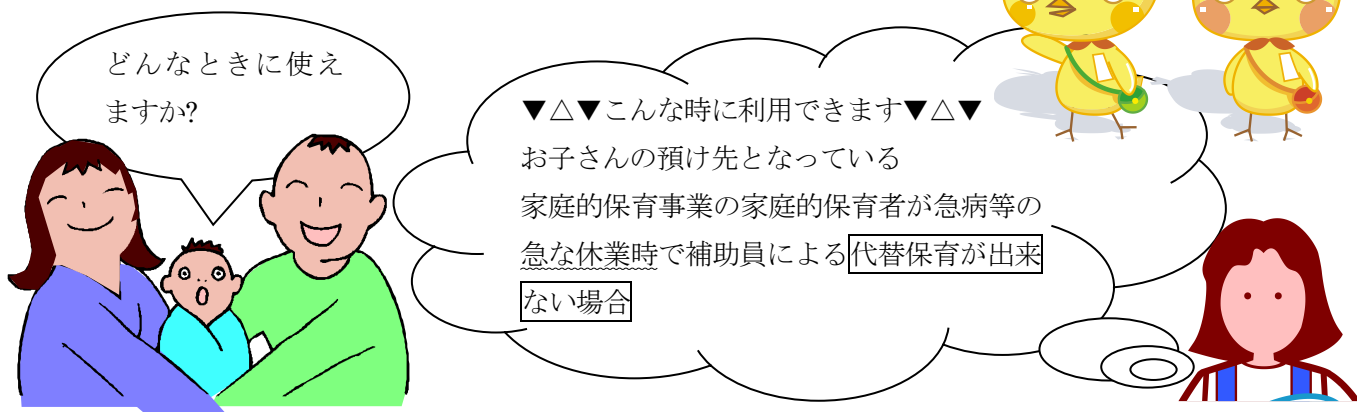 どんなときに使え
ますか?
▼△▼こんな時に利用できます▼△▼
お子さんの預け先となっている
家庭的保育事業の家庭的保育者が急病等の
急な休業時で補助員による代替保育が出来
ない場合